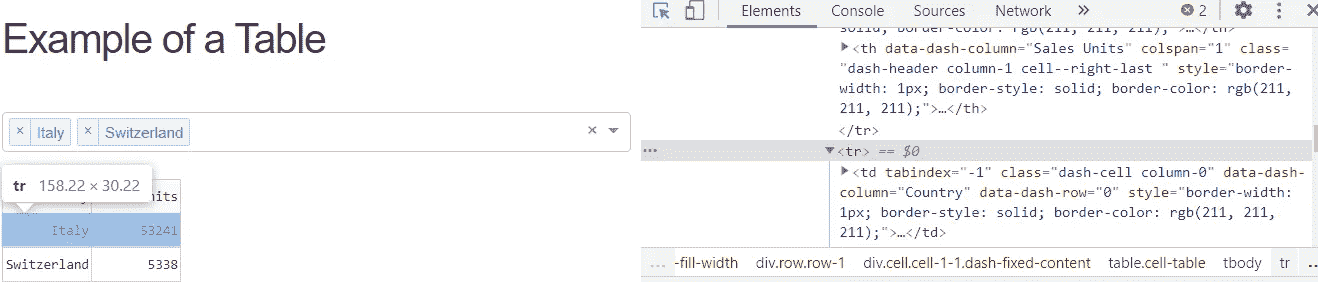 Example of a Table
× Italy × Switzerland × 
tr 158.22 × 30.22
nits
Italy 53241
Switzerland 5338
Elements Console Sources Network » 2
solid; border-color: rgb(211, 211, 211);">…</th>
<th data-dash-column="Sales Units" colspan="1" class=
"dash-header column-1 cell--right-last " style="border-
width: 1px; border-style: solid; border-color: rgb(211,
211, 211);">…</th>
</tr>
… <tr> == $0
<td tabindex="-1" class="dash-cell column-0" data-dash-
column="Country" data-dash-row="0" style="border-width:
1px; border-style: solid; border-color: rgb(211, 211,
211);">…</td>
… -fill-width div.row.row-1 div.cell.cell-1-1.dash-fixed-content table.cell-table tbody tr ..